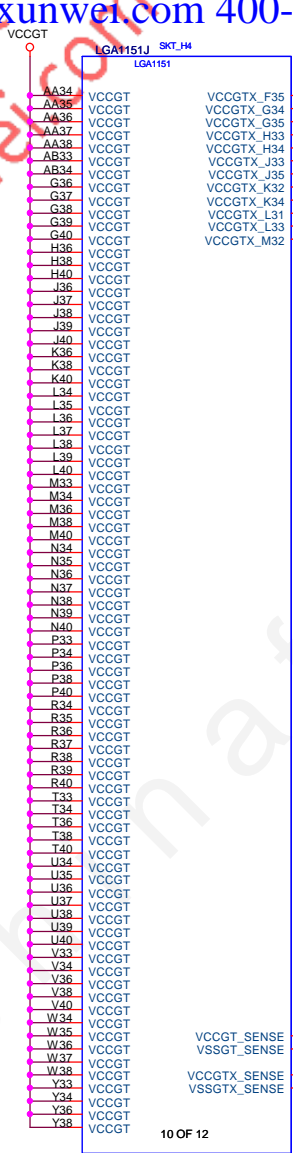 xunwei.com 400-
VCCGT
LGA1151J SKT_H4
LGA1151
AA34 VCCGT VCCGTX_F35
AA35 VCCGT VCCGTX_G34
AA36 VCCGT VCCGTX_G35
AA37 VCCGT VCCGTX_H33
AA38 VCCGT VCCGTX_H34
AB33 VCCGT VCCGTX_J33
AB34 VCCGT VCCGTX_J35
G36 VCCGT VCCGTX_K32
G37 VCCGT VCCGTX_K34
G38 VCCGT VCCGTX_L31
G39 VCCGT VCCGTX_L33
G40 VCCGT VCCGTX_M32
H36 VCCGT
H38 VCCGT
H40 VCCGT
J36 VCCGT
J37 VCCGT
J38 VCCGT
J39 VCCGT
J40 VCCGT
K36 VCCGT
K38 VCCGT
K40 VCCGT
L34 VCCGT
L35 VCCGT
L36 VCCGT
L37 VCCGT
L38 VCCGT
L39 VCCGT
L40 VCCGT
M33 VCCGT
M34 VCCGT
M36 VCCGT
M38 VCCGT
M40 VCCGT
N34 VCCGT
N35 VCCGT
N36 VCCGT
N37 VCCGT
N38 VCCGT
N39 VCCGT
N40 VCCGT
P33 VCCGT
P34 VCCGT
P36 VCCGT
P38 VCCGT
P40 VCCGT
R34 VCCGT
R35 VCCGT
R36 VCCGT
R37 VCCGT
R38 VCCGT
R39 VCCGT
R40 VCCGT
T33 VCCGT
T34 VCCGT
T36 VCCGT
T38 VCCGT
T40 VCCGT
U34 VCCGT
U35 VCCGT
U36 VCCGT
U37 VCCGT
U38 VCCGT
U39 VCCGT
U40 VCCGT
V33 VCCGT
V34 VCCGT
V36 VCCGT
V38 VCCGT
V40 VCCGT
W34 VCCGT
W35 VCCGT VCCGT_SENSE
W36 VCCGT VSSGT_SENSE
W37 VCCGT
W38 VCCGT VCCGTX_SENSE
Y33 VCCGT VSSGTX_SENSE
Y34 VCCGT
Y36 VCCGT
Y38 VCCGT
10 OF 12